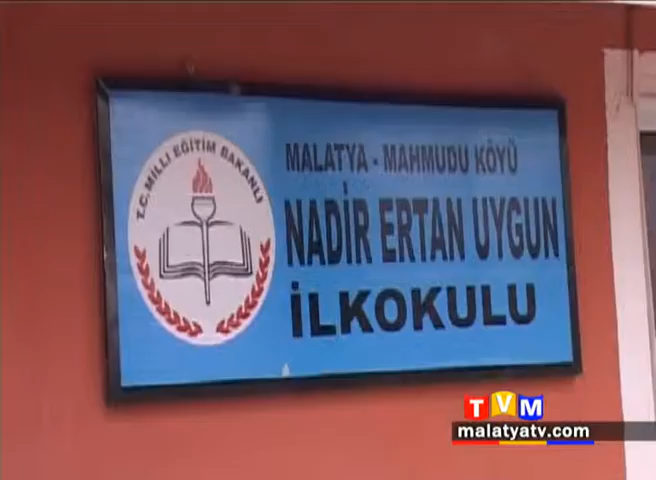 T.C. MİLLİ EĞİTİM BAKANLIĞI
MALATYA - MAHMUDU KÖYÜ
NADİR ERTAN UYGUN
İLKOKULU
TVM
malatyatv.com